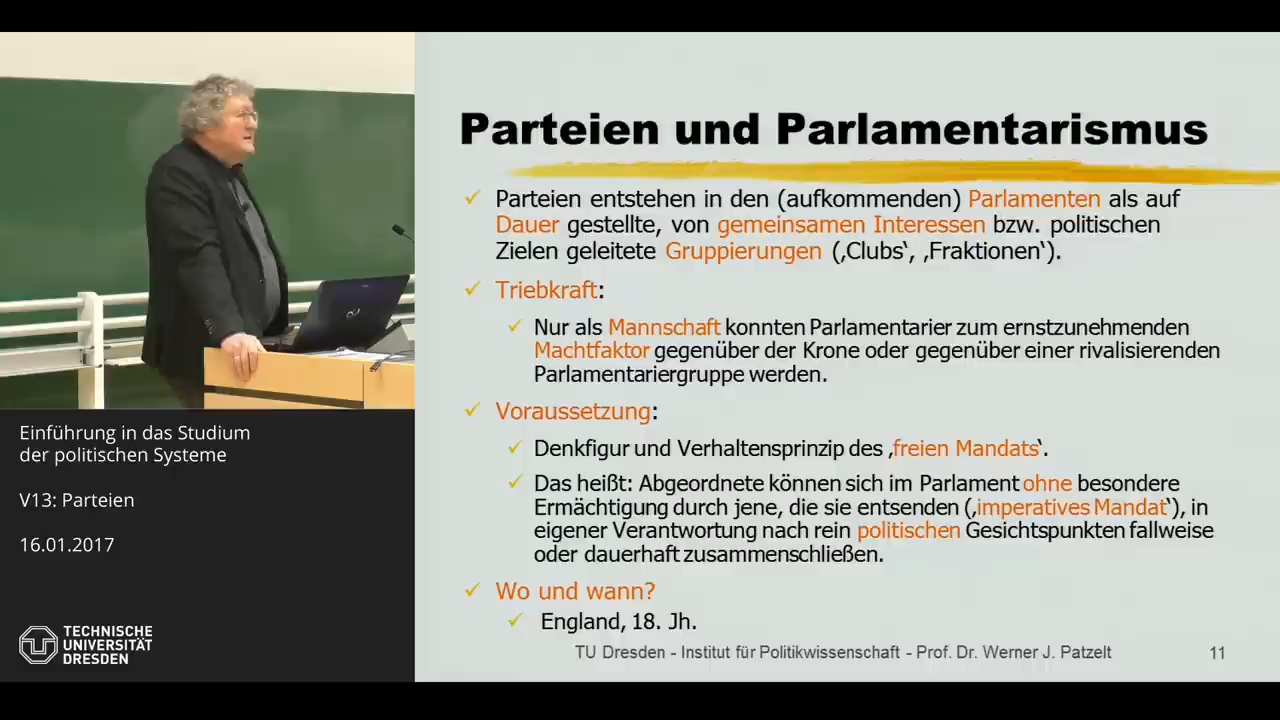 Parteien und Parlamentarismus
Parteien entstehen in den (aufkommenden) Parlamenten als auf
Dauer gestellte, von gemeinsamen Interessen bzw. politischen
Zielen geleitete Gruppierungen (‚Clubs‘, ‚Fraktionen‘).
Triebkraft:
Nur als Mannschaft konnten Parlamentarier zum ernstzunehmenden
Machtfaktor gegenüber der Krone oder gegenüber einer rivalisierenden
Parlamentariergruppe werden.
Voraussetzung:
Denkfigur und Verhaltensprinzip des ‚freien Mandats‘.
Das heißt: Abgeordnete können sich im Parlament ohne besondere
Ermächtigung durch jene, die sie entsenden (‚imperatives Mandat‘), in
eigener Verantwortung nach rein politischen Gesichtspunkten fallweise
oder dauerhaft zusammenschließen.
Wo und wann?
England, 18. Jh.
TU Dresden - Institut für Politikwissenschaft - Prof. Dr. Werner J. Patzelt
11
Einführung in das Studium
der politischen Systeme
V13: Parteien
16.01.2017
TECHNISCHE
UNIVERSITÄT
DRESDEN